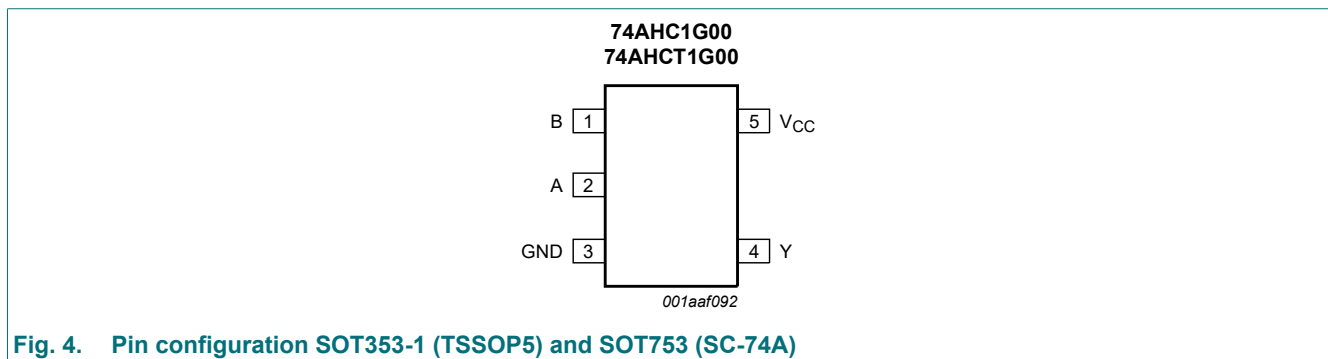 74AHC1G00
74AHCT1G00
B 1
5 VCC
A 2
GND 3
4 Y
001aaf092
Fig. 4. Pin configuration SOT353-1 (TSSOP5) and SOT753 (SC-74A)